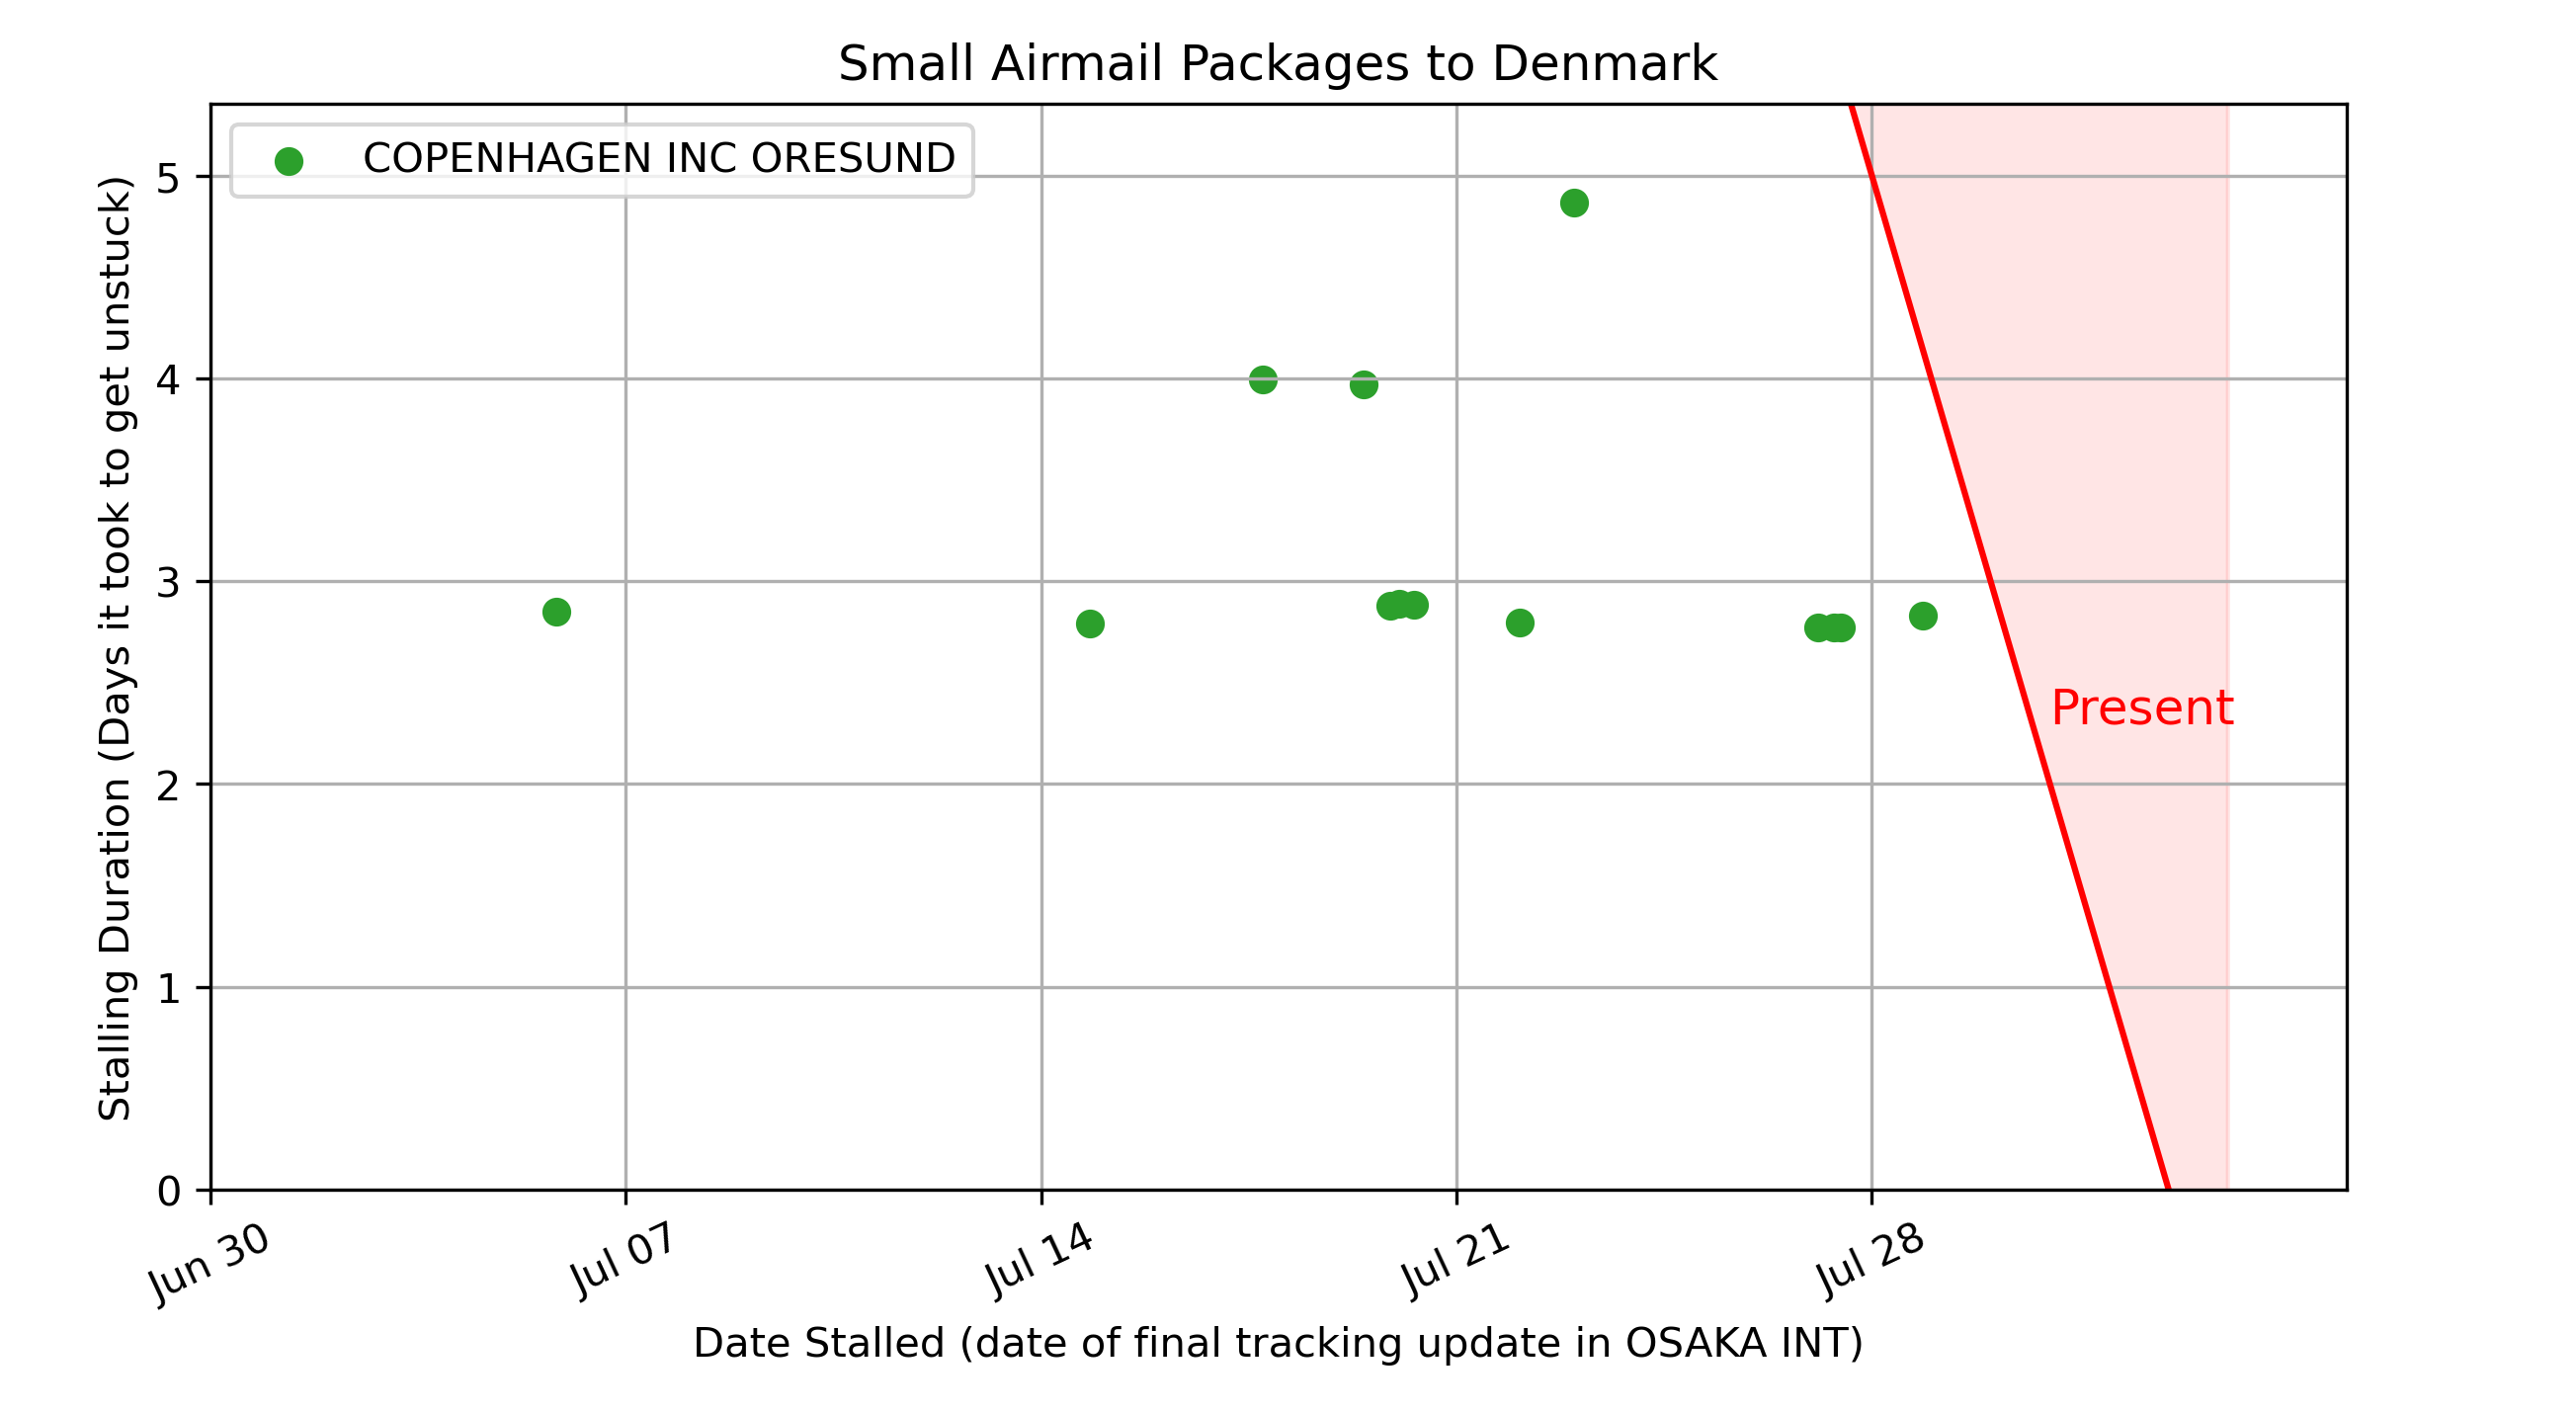 Small Airmail Packages to Denmark
COPENHAGEN INC ORESUND
Stalling Duration (Days it took to get unstuck)
5
4
3
2
1
0
Present
Jun 30
Jul 07
Jul 14
Jul 21
Jul 28
Date Stalled (date of final tracking update in OSAKA INT)